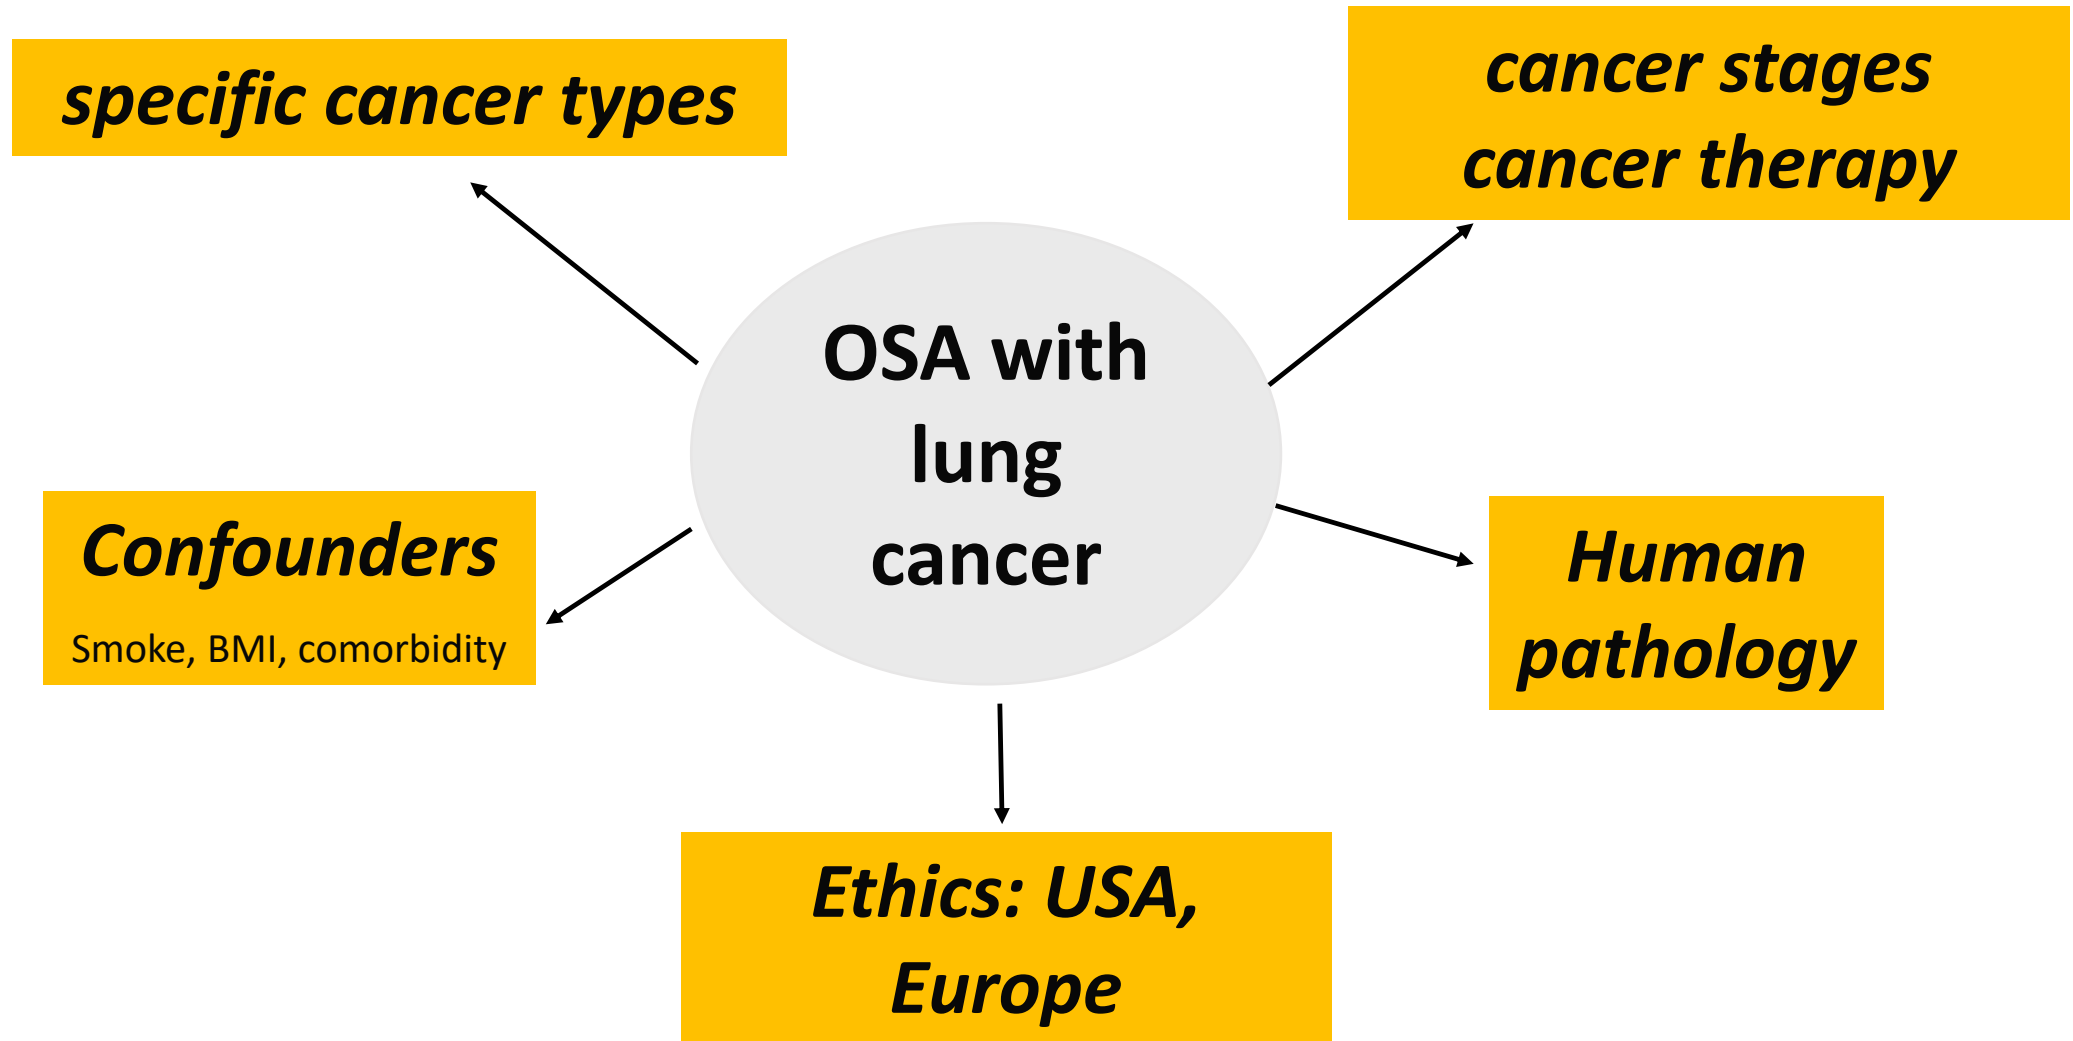 specific cancer types
cancer stages
cancer therapy
OSA with
lung
cancer
Confounders
Smoke, BMI, comorbidity
Human
pathology
Ethics: USA,
Europe